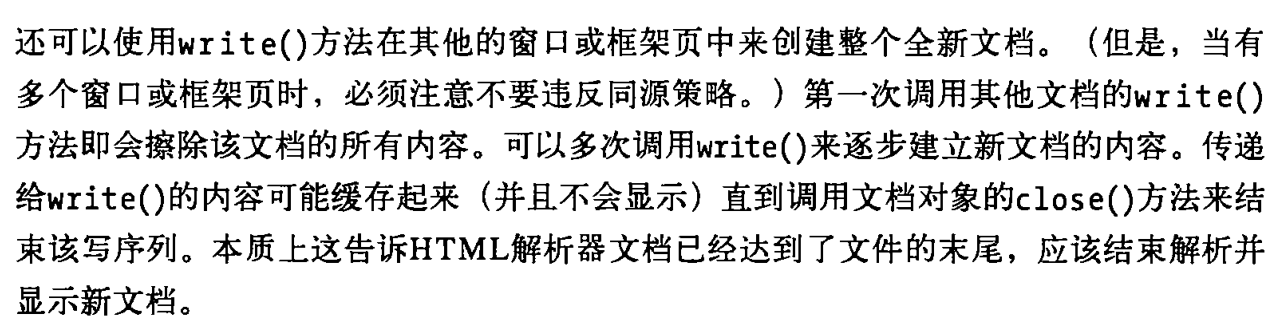 还可以使用write()方法在其他的窗口或框架页中来创建整个全新文档。（但是，当有
多个窗口或框架页时，必须注意不要违反同源策略。）第一次调用其他文档的write()
方法即会擦除该文档的所有内容。可以多次调用write()来逐步建立新文档的内容。传递
给write()的内容可能缓存起来（并且不会显示）直到调用文档对象的close()方法来结
束该写序列。本质上这告诉HTML解析器文档已经达到了文件的末尾，应该结束解析并
显示新文档。